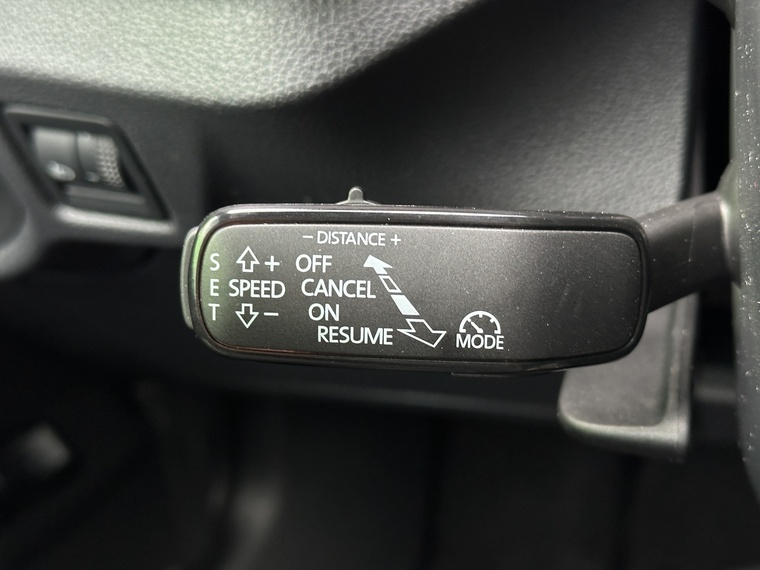 − DISTANCE +
S + OFF
E SPEED CANCEL
T − ON
RESUME MODE